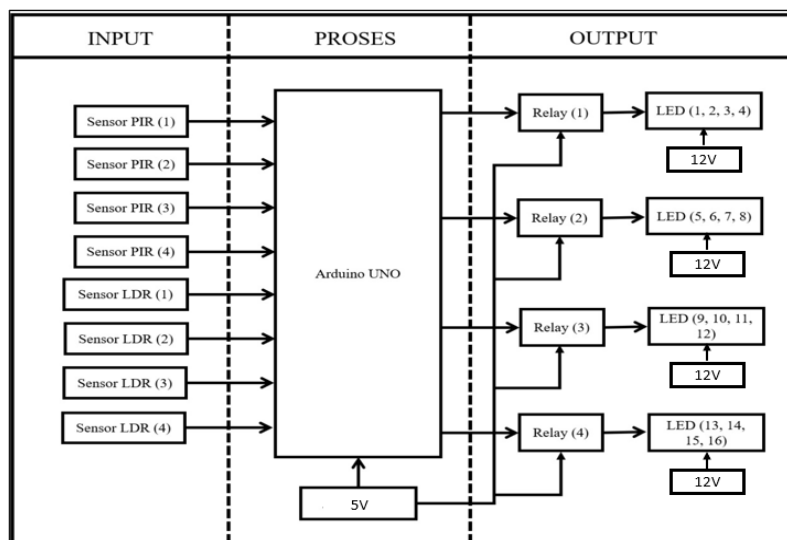 INPUT
PROSES
OUTPUT
Sensor PIR (1)
Sensor PIR (2)
Sensor PIR (3)
Sensor PIR (4)
Sensor LDR (1)
Sensor LDR (2)
Sensor LDR (3)
Sensor LDR (4)
Arduino UNO
5V
Relay (1)
LED (1, 2, 3, 4)
12V
Relay (2)
LED (5, 6, 7, 8)
12V
Relay (3)
LED (9, 10, 11,
12)
12V
Relay (4)
LED (13, 14,
15, 16)
12V